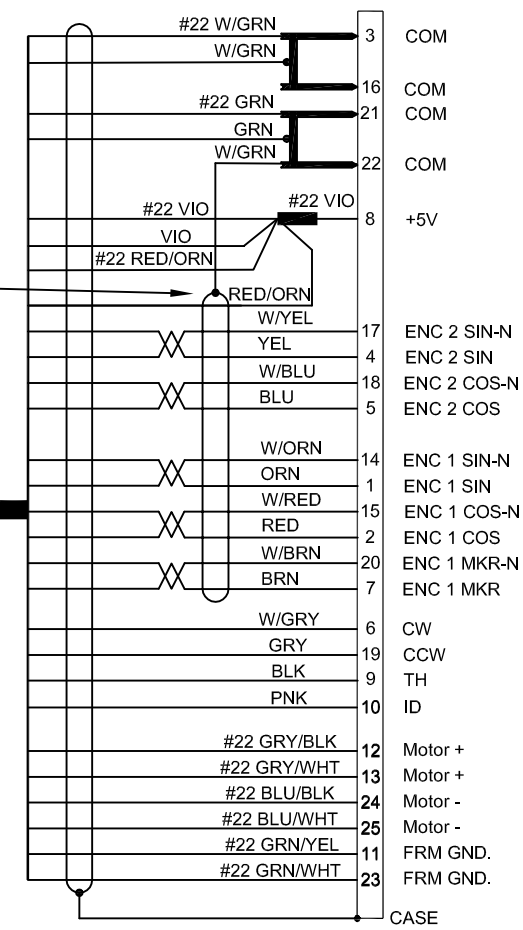 #22 W/GRN 3 COM
W/GRN
16 COM
#22 GRN 21 COM
GRN
W/GRN 22 COM
#22 VIO #22 VIO 8 +5V
VIO
#22 RED/ORN
RED/ORN
W/YEL 17 ENC 2 SIN-N
YEL 4 ENC 2 SIN
W/BLU 18 ENC 2 COS-N
BLU 5 ENC 2 COS
W/ORN 14 ENC 1 SIN-N
ORN 1 ENC 1 SIN
W/RED 15 ENC 1 COS-N
RED 2 ENC 1 COS
W/BRN 20 ENC 1 MKR-N
BRN 7 ENC 1 MKR
W/GRY 6 CW
GRY 19 CCW
BLK 9 TH
PNK 10 ID
#22 GRY/BLK 12 Motor +
#22 GRY/WHT 13 Motor +
#22 BLU/BLK 24 Motor -
#22 BLU/WHT 25 Motor -
#22 GRN/YEL 11 FRM GND.
#22 GRN/WHT 23 FRM GND.
CASE